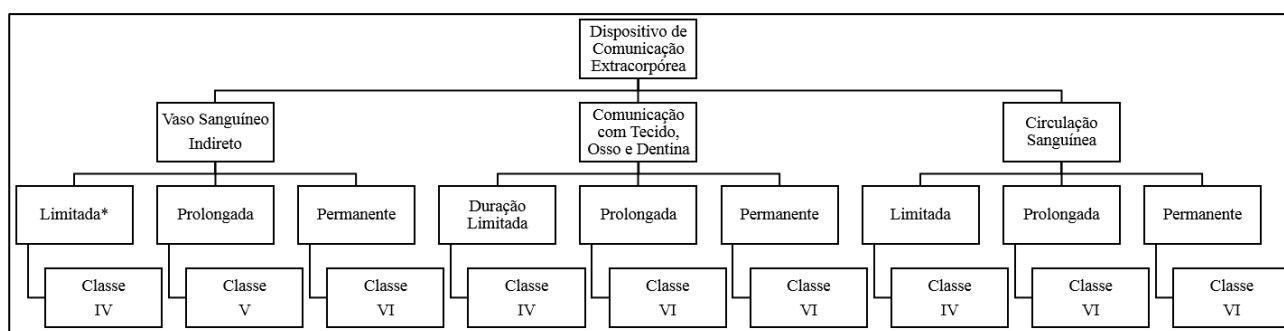 Dispositivo de
Comunicação
Extracorpórea
Vaso Sanguíneo
Indireto
Comunicação
com Tecido,
Osso e Dentina
Circulação
Sanguínea
Limitada*
Prolongada
Permanente
Duração
Limitada
Prolongada
Permanente
Limitada
Prolongada
Permanente
Classe
IV
Classe
V
Classe
VI
Classe
IV
Classe
VI
Classe
VI
Classe
IV
Classe
VI
Classe
VI